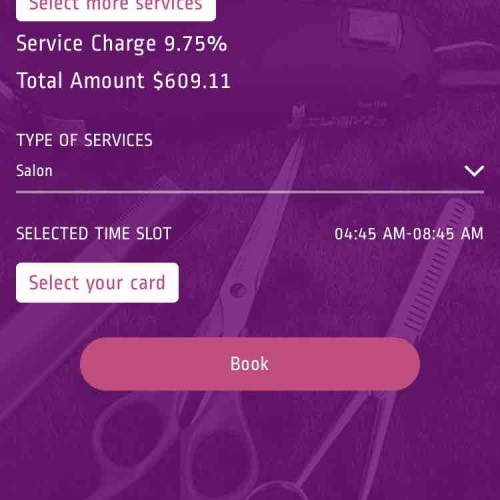 Select more services
Service Charge 9.75%
Total Amount $609.11
TYPE OF SERVICES
Salon
SELECTED TIME SLOT 04:45 AM-08:45 AM
Select your card
Book